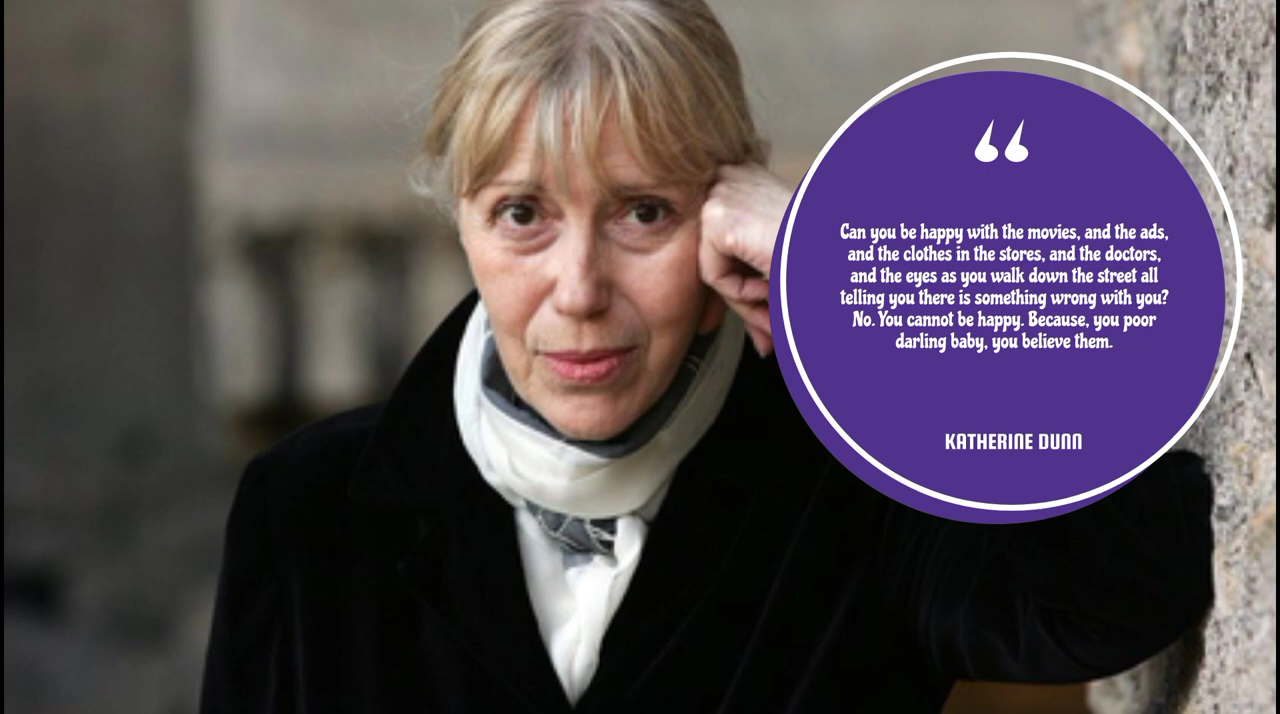 “
Can you be happy with the movies, and the ads,
and the clothes in the stores, and the doctors,
and the eyes as you walk down the street all
telling you there is something wrong with you?
No. You cannot be happy. Because, you poor
darling baby, you believe them.
KATHERINE DUNN